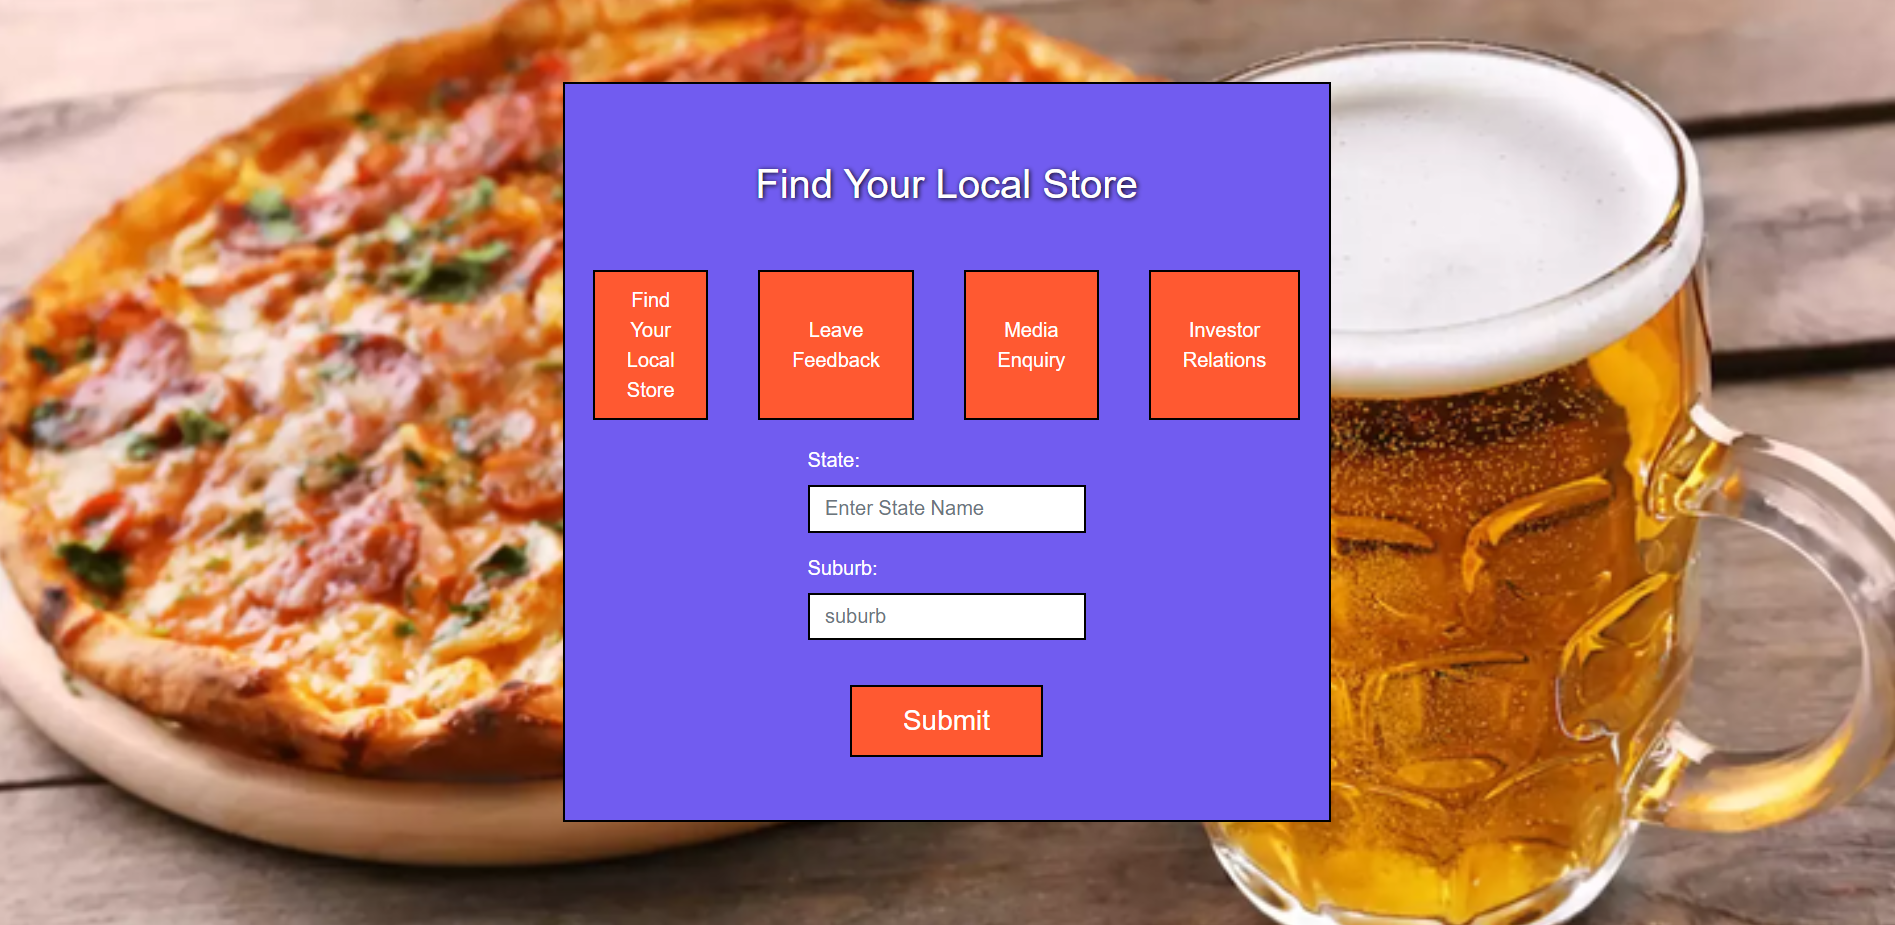 Find Your Local Store
Find
Your
Local
Store
Leave
Feedback
Media
Enquiry
Investor
Relations
State:
Enter State Name
Suburb:
suburb
Submit